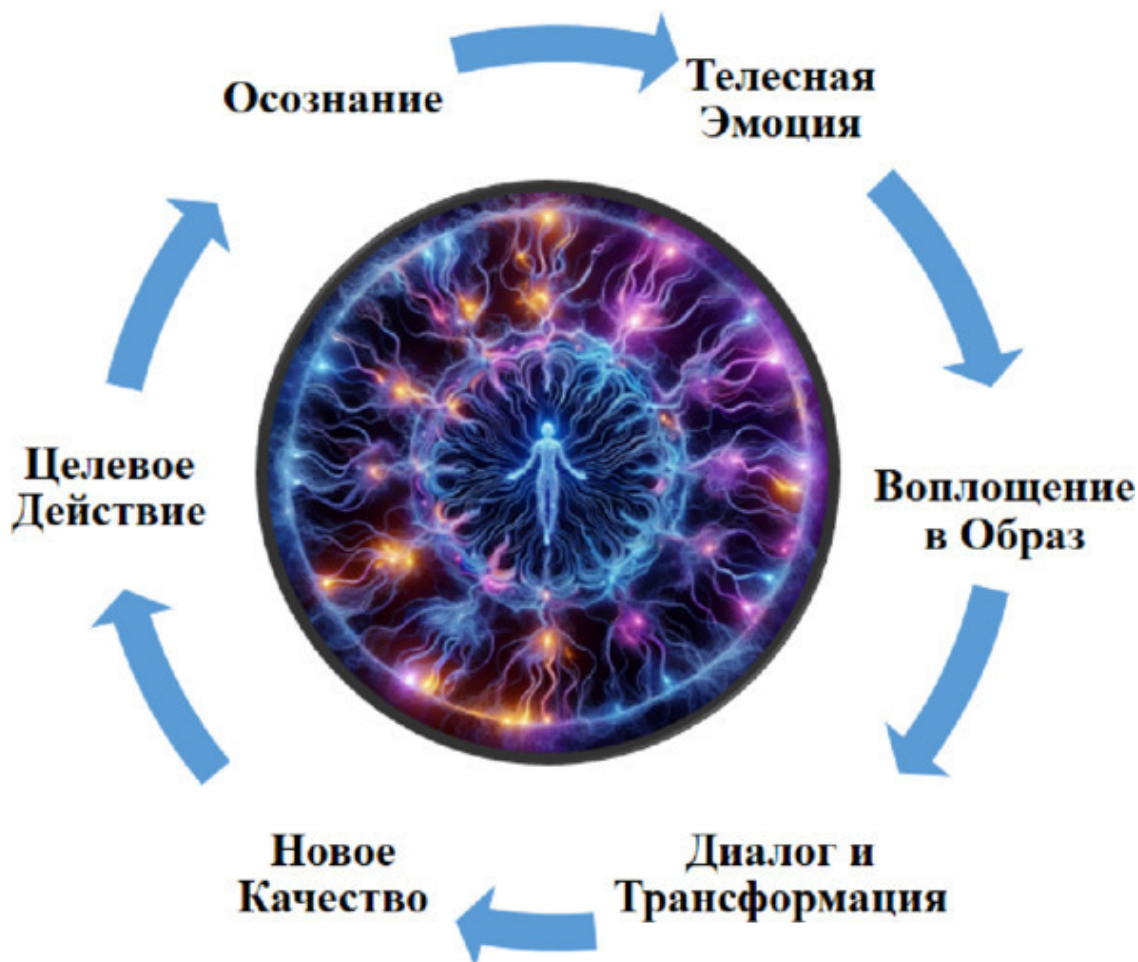 Осознание
Телесная
Эмоция
Воплощение
в Образ
Диалог и
Трансформация
Новое
Качество
Целевое
Действие